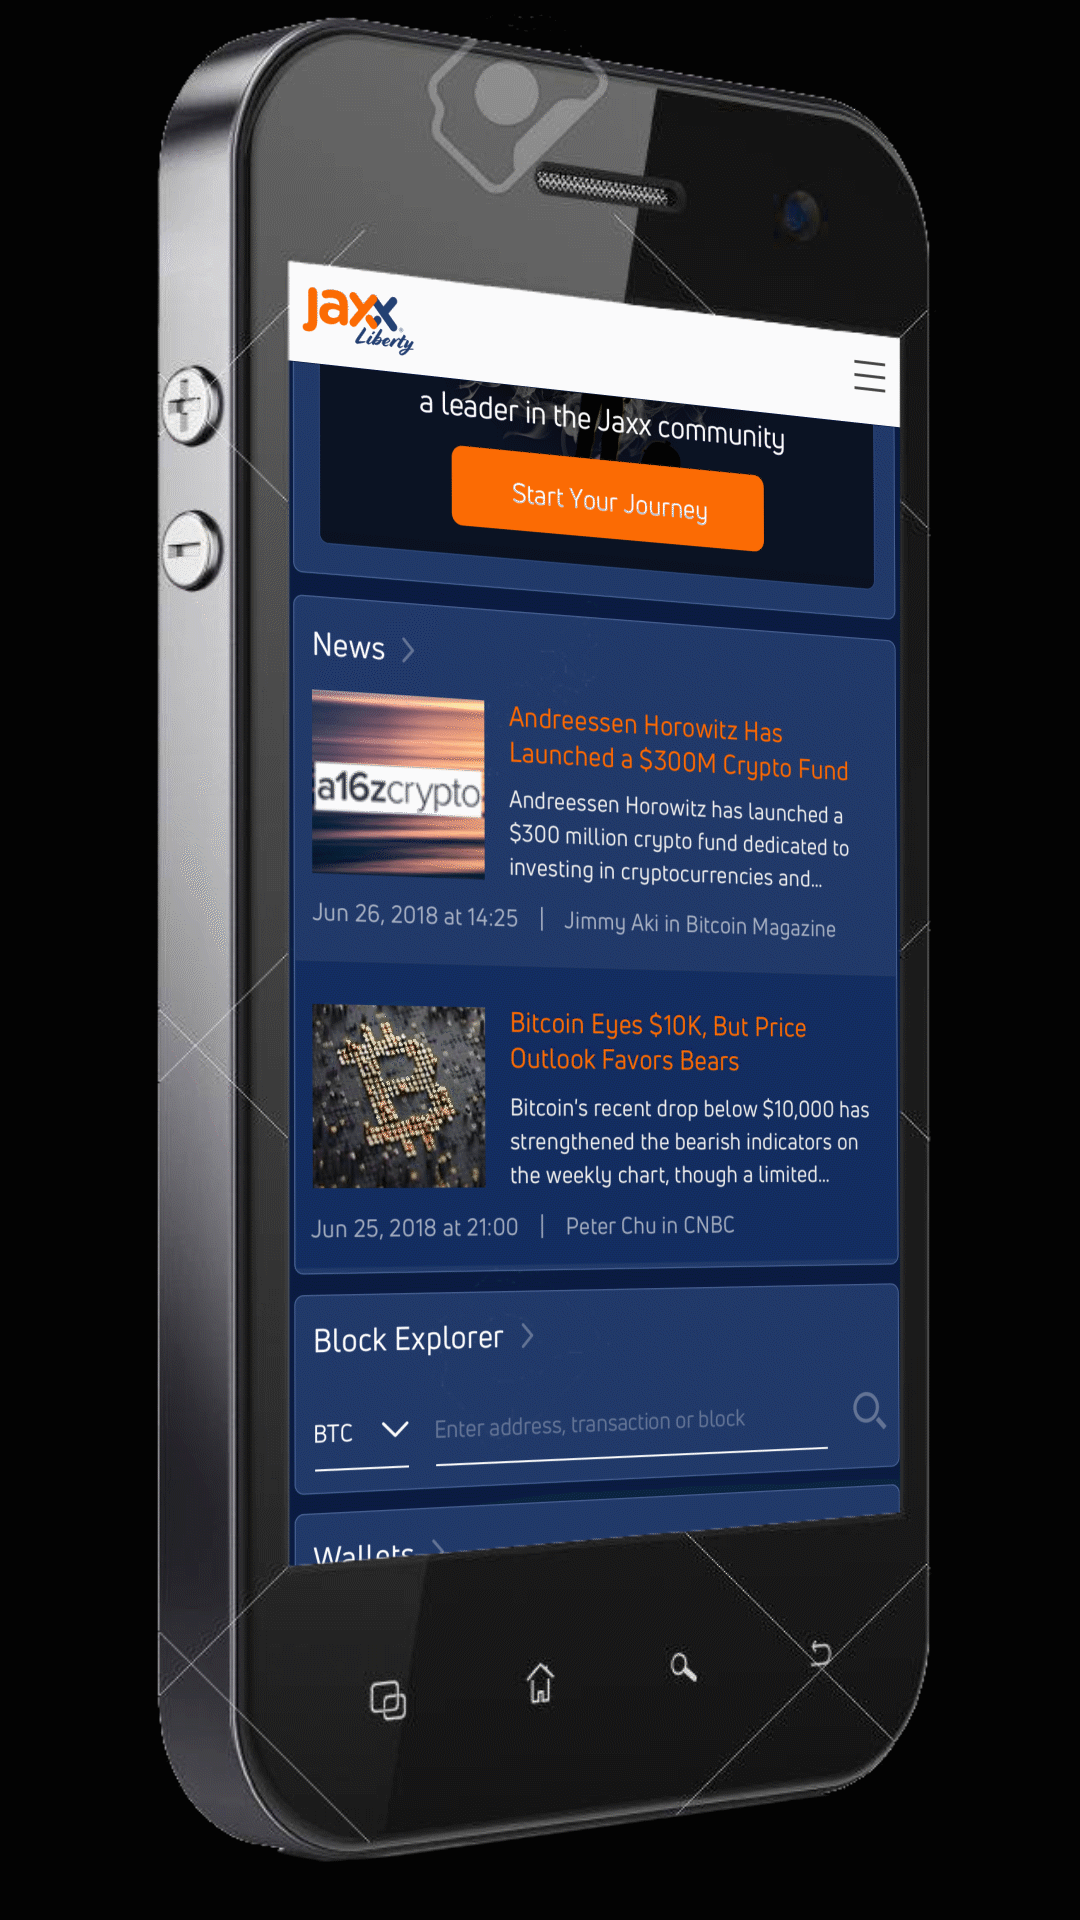 Jaxx
Liberty
a leader in the Jaxx community
Start Your Journey
News
a16zcrypto
Andreessen Horowitz Has
Launched a $300M Crypto Fund
Andreessen Horowitz has launched a
$300 million crypto fund dedicated to
investing in cryptocurrencies and...
Jun 26, 2018 at 14:25 | Jimmy Aki in Bitcoin Magazine
Bitcoin Eyes $10K, But Price
Outlook Favors Bears
Bitcoin's recent drop below $10,000 has
strengthened the bearish indicators on
the weekly chart, though a limited...
Jun 25, 2018 at 21:00 | Peter Chu in CNBC
Block Explorer
BTC
Enter address, transaction or block
Wallets